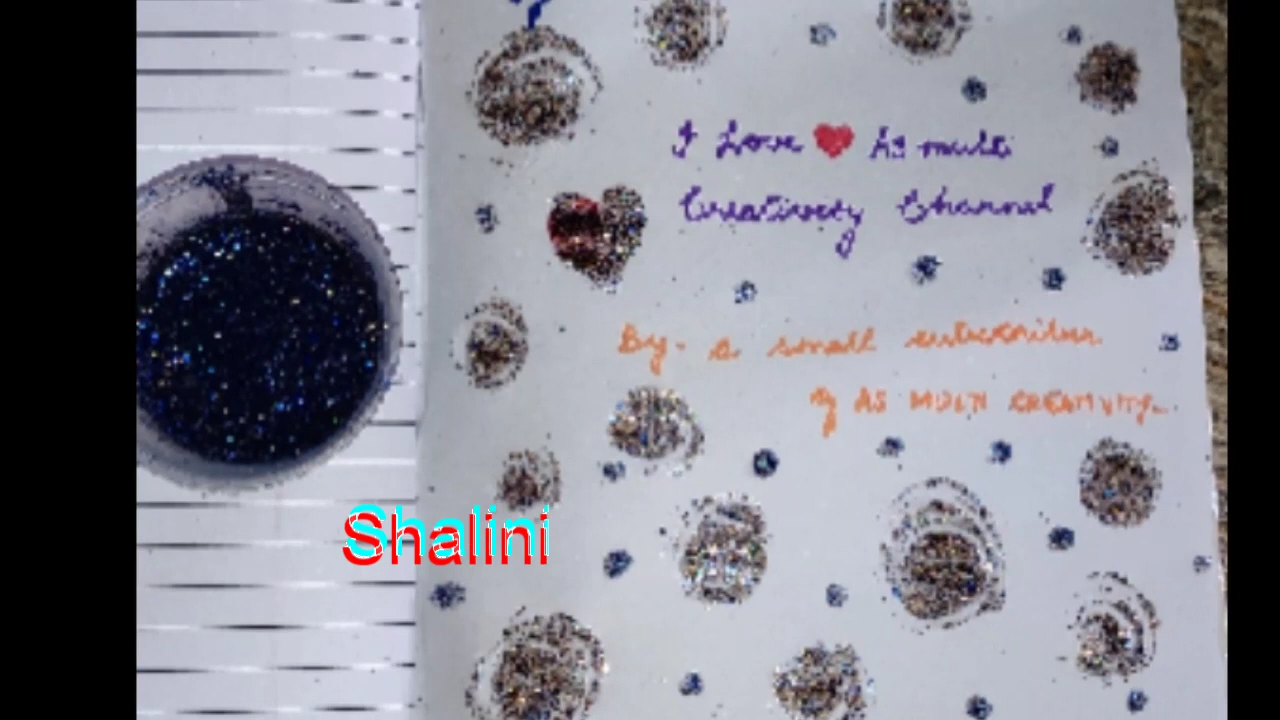 I Love ❤ As multi
Creativity Channel
By- a small subscriber
of AS MULTI CREATIVITY-
Shalini